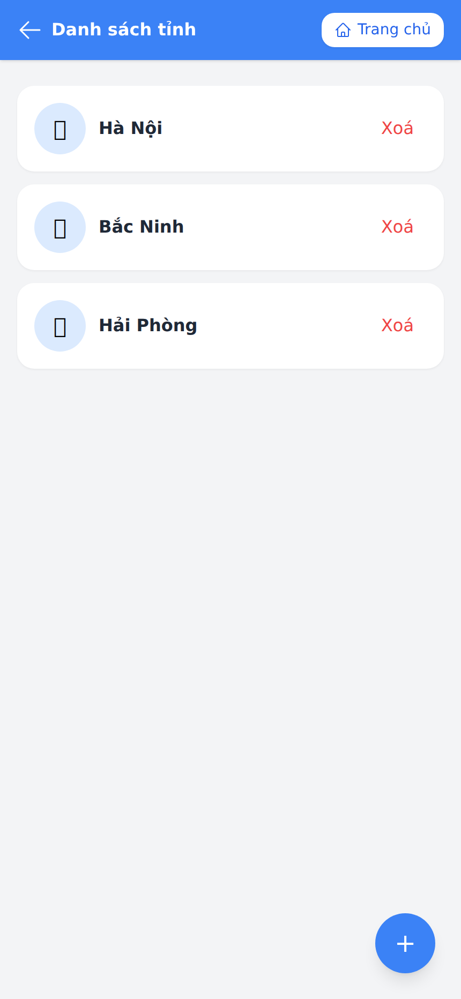 Danh sách tỉnh
Trang chủ
Hà Nội
Xoá
Bắc Ninh
Xoá
Hải Phòng
Xoá
+